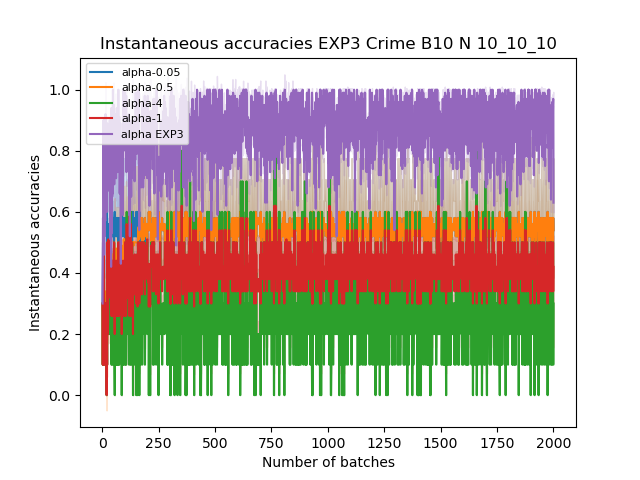 Instantaneous accuracies EXP3 Crime B10 N 10_10_10
alpha-0.05
alpha-0.5
alpha-4
alpha-1
alpha EXP3
1.0
0.8
0.6
0.4
0.2
0.0
Instantaneous accuracies
0 250 500 750 1000 1250 1500 1750 2000
Number of batches